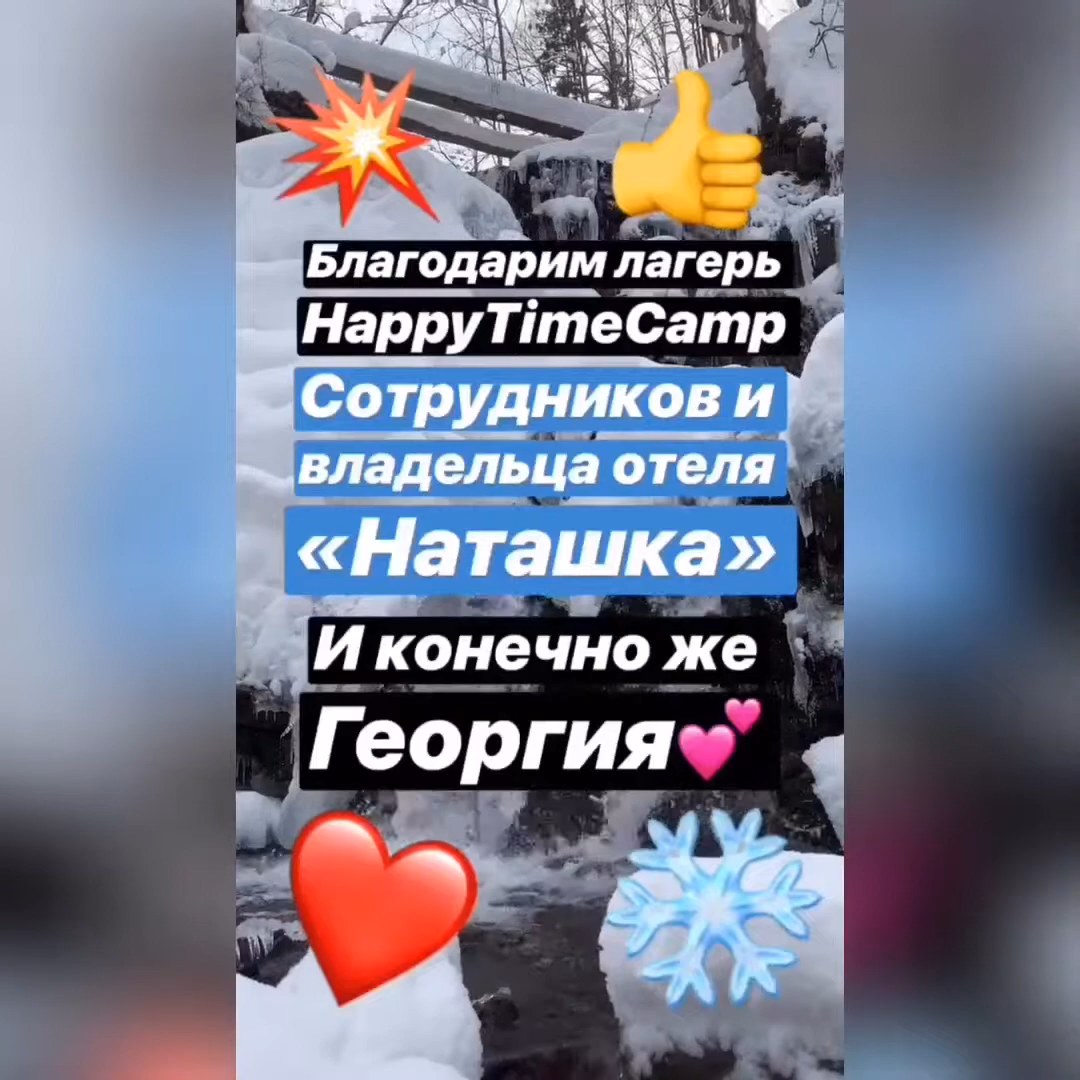 Благодарим лагерь
HappyTimeCamp
Сотрудников и
владельца отеля
«Наташка»
И конечно же
Георгия